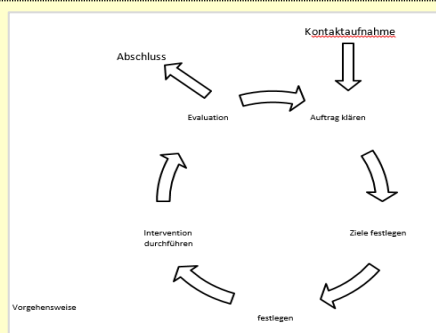 Kontaktaufnahme
Abschluss
Evaluation
Auftrag klären
Intervention
durchführen
Ziele festlegen
Vorgehensweise
festlegen